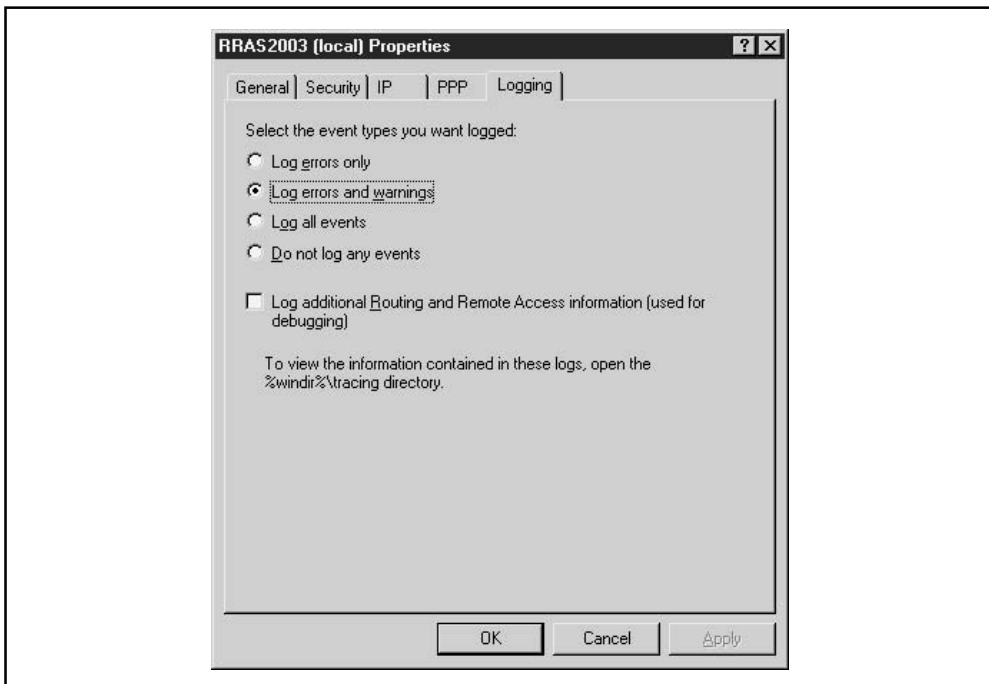 RRAS2003 (local) Properties
General Security IP PPP Logging
Select the event types you want logged:
Log errors only
Log errors and warnings
Log all events
Do not log any events
Log additional Routing and Remote Access information (used for
debugging)
To view the information contained in these logs, open the
%windir%\tracing directory.
OK Cancel Apply